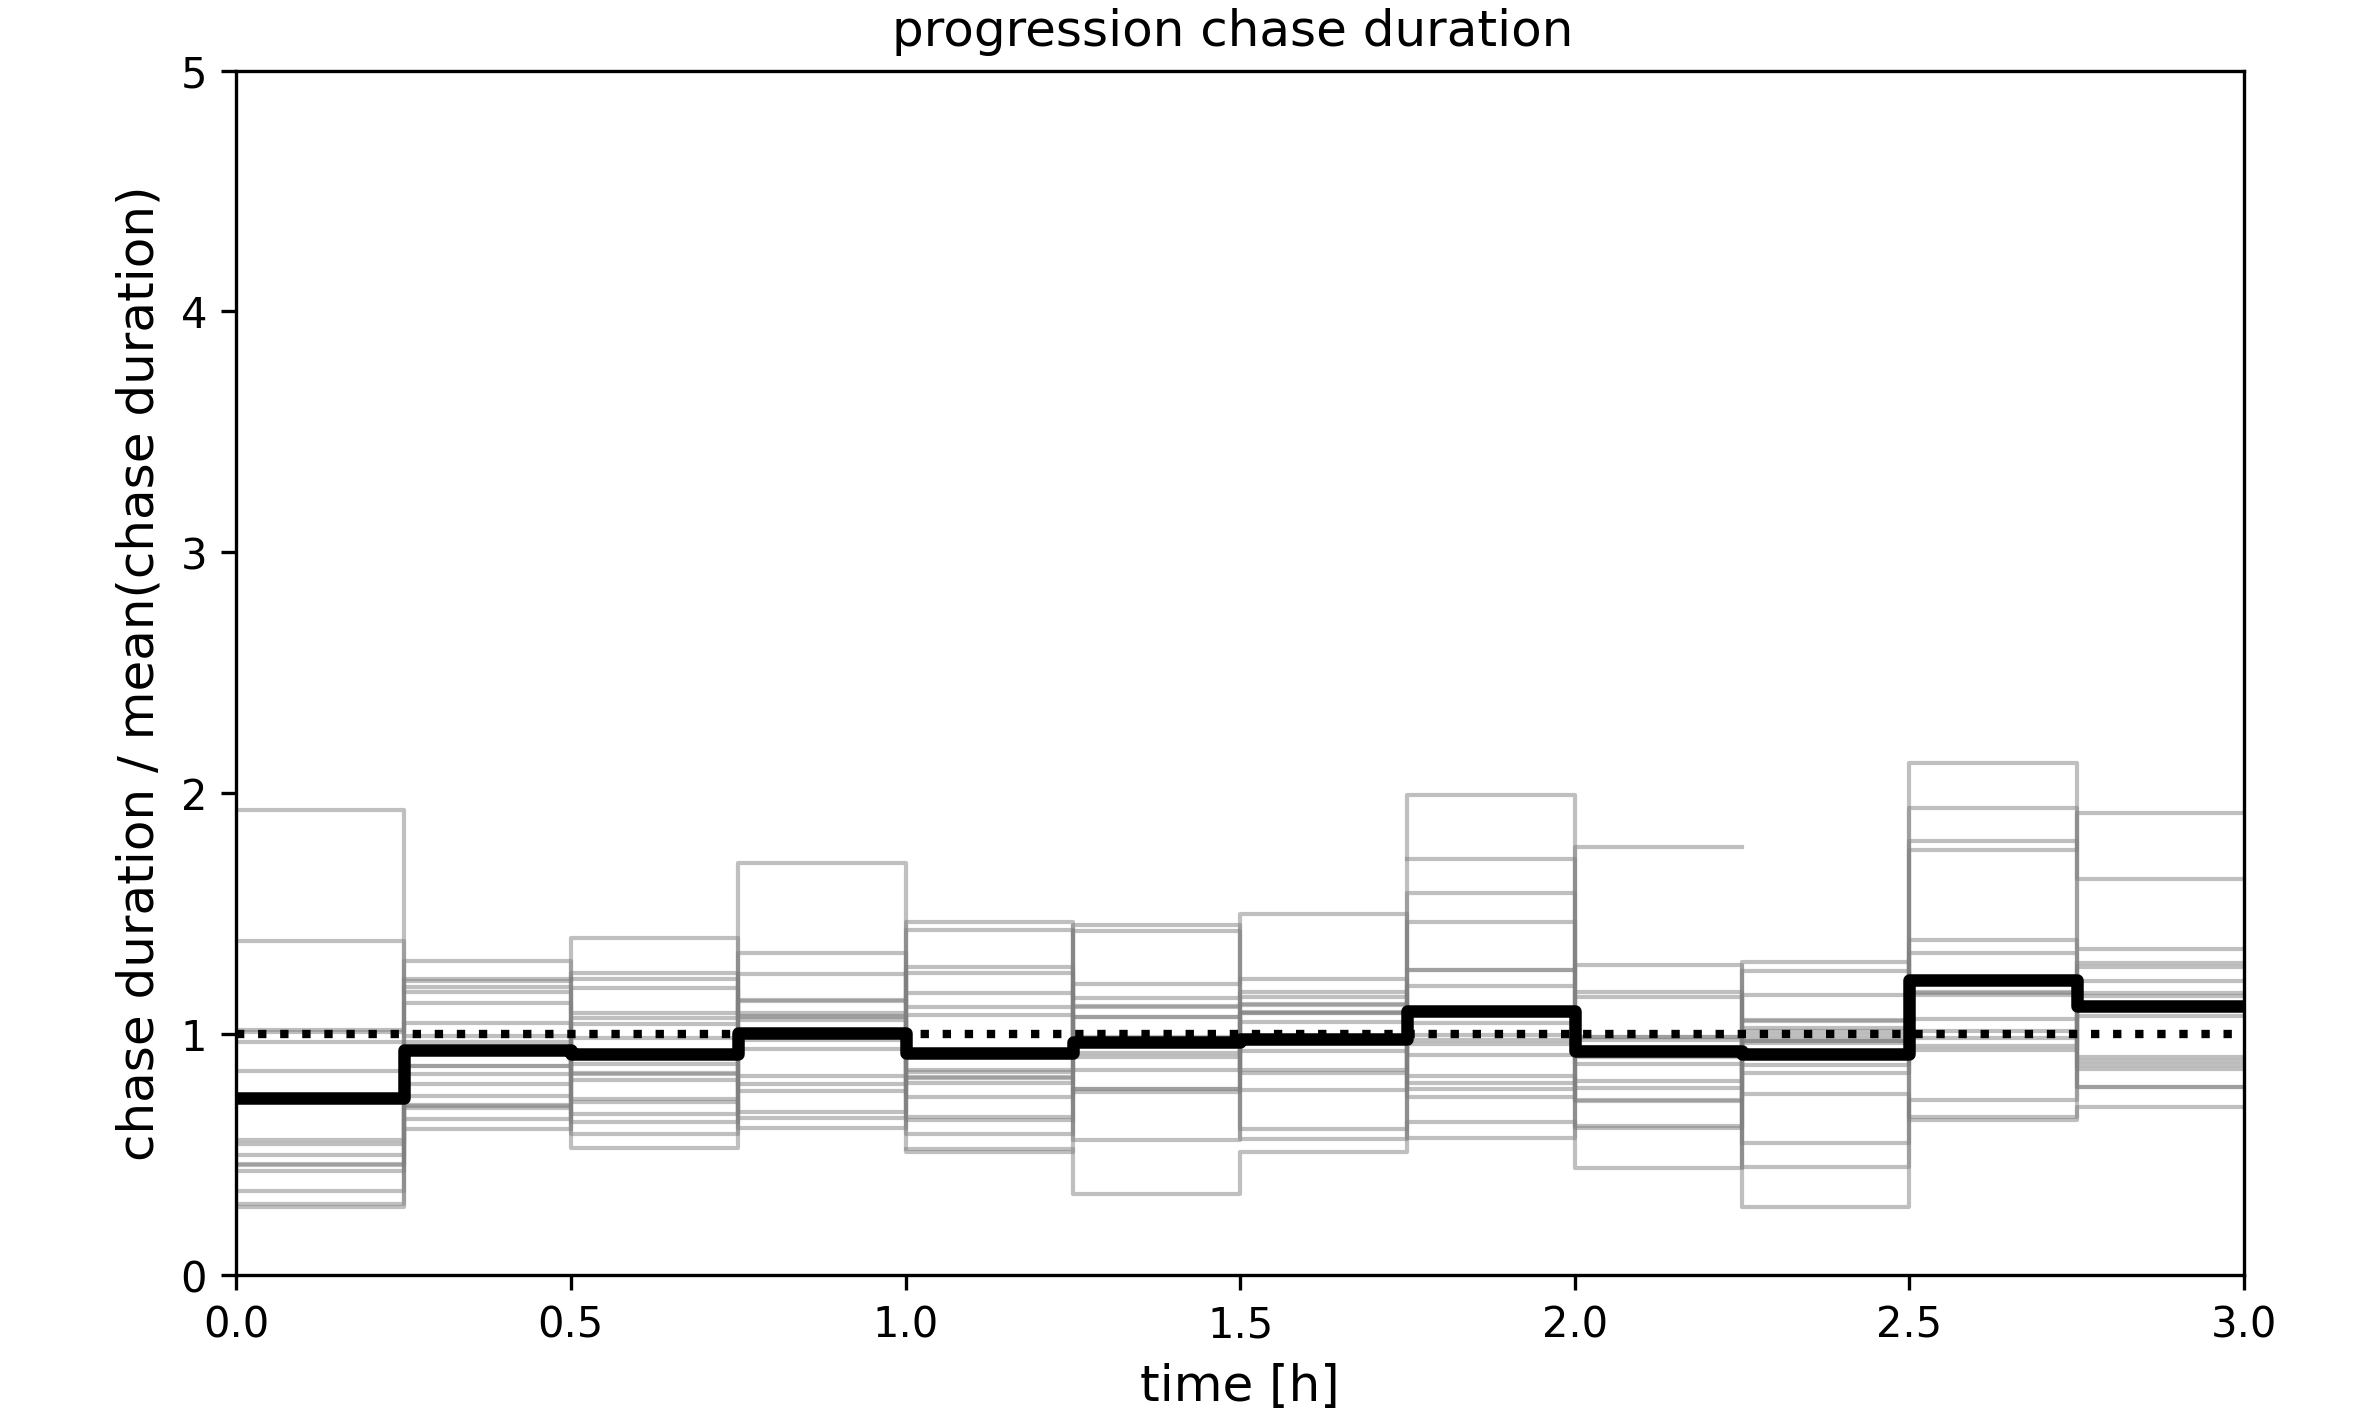 progression chase duration
chase duration / mean(chase duration)
5
4
3
2
1
0
0.0 0.5 1.0 1.5 2.0 2.5 3.0
time [h]